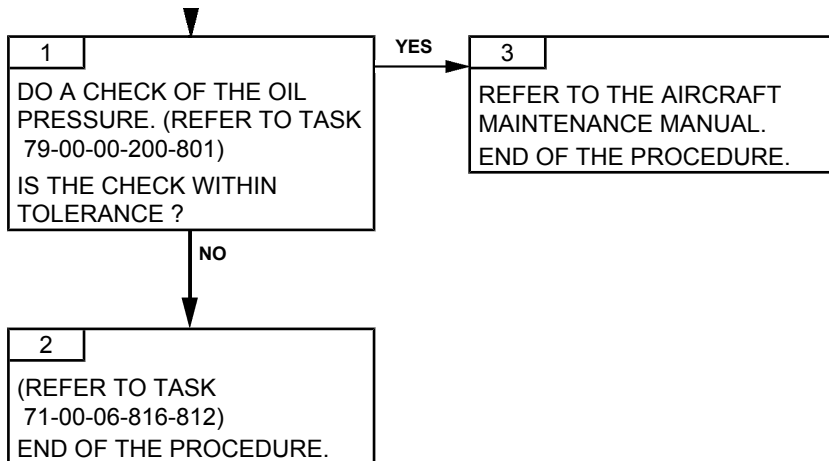 1
DO A CHECK OF THE OIL
PRESSURE. (REFER TO TASK
79-00-00-200-801)
IS THE CHECK WITHIN
TOLERANCE ?
YES
3
REFER TO THE AIRCRAFT
MAINTENANCE MANUAL.
END OF THE PROCEDURE.
NO
2
(REFER TO TASK
71-00-06-816-812)
END OF THE PROCEDURE.